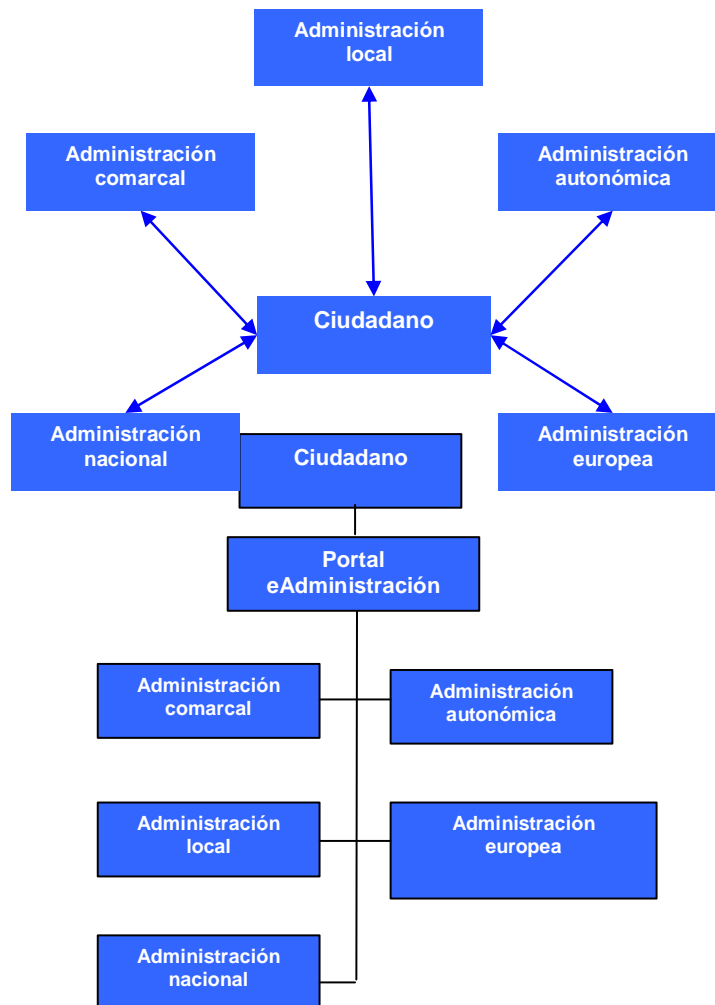 Administración
local
Administración
comarcal
Administración
autonómica
Ciudadano
Administración
nacional
Administración
europea
Ciudadano
Portal
eAdministración
Administración
comarcal
Administración
autonómica
Administración
local
Administración
europea
Administración
nacional